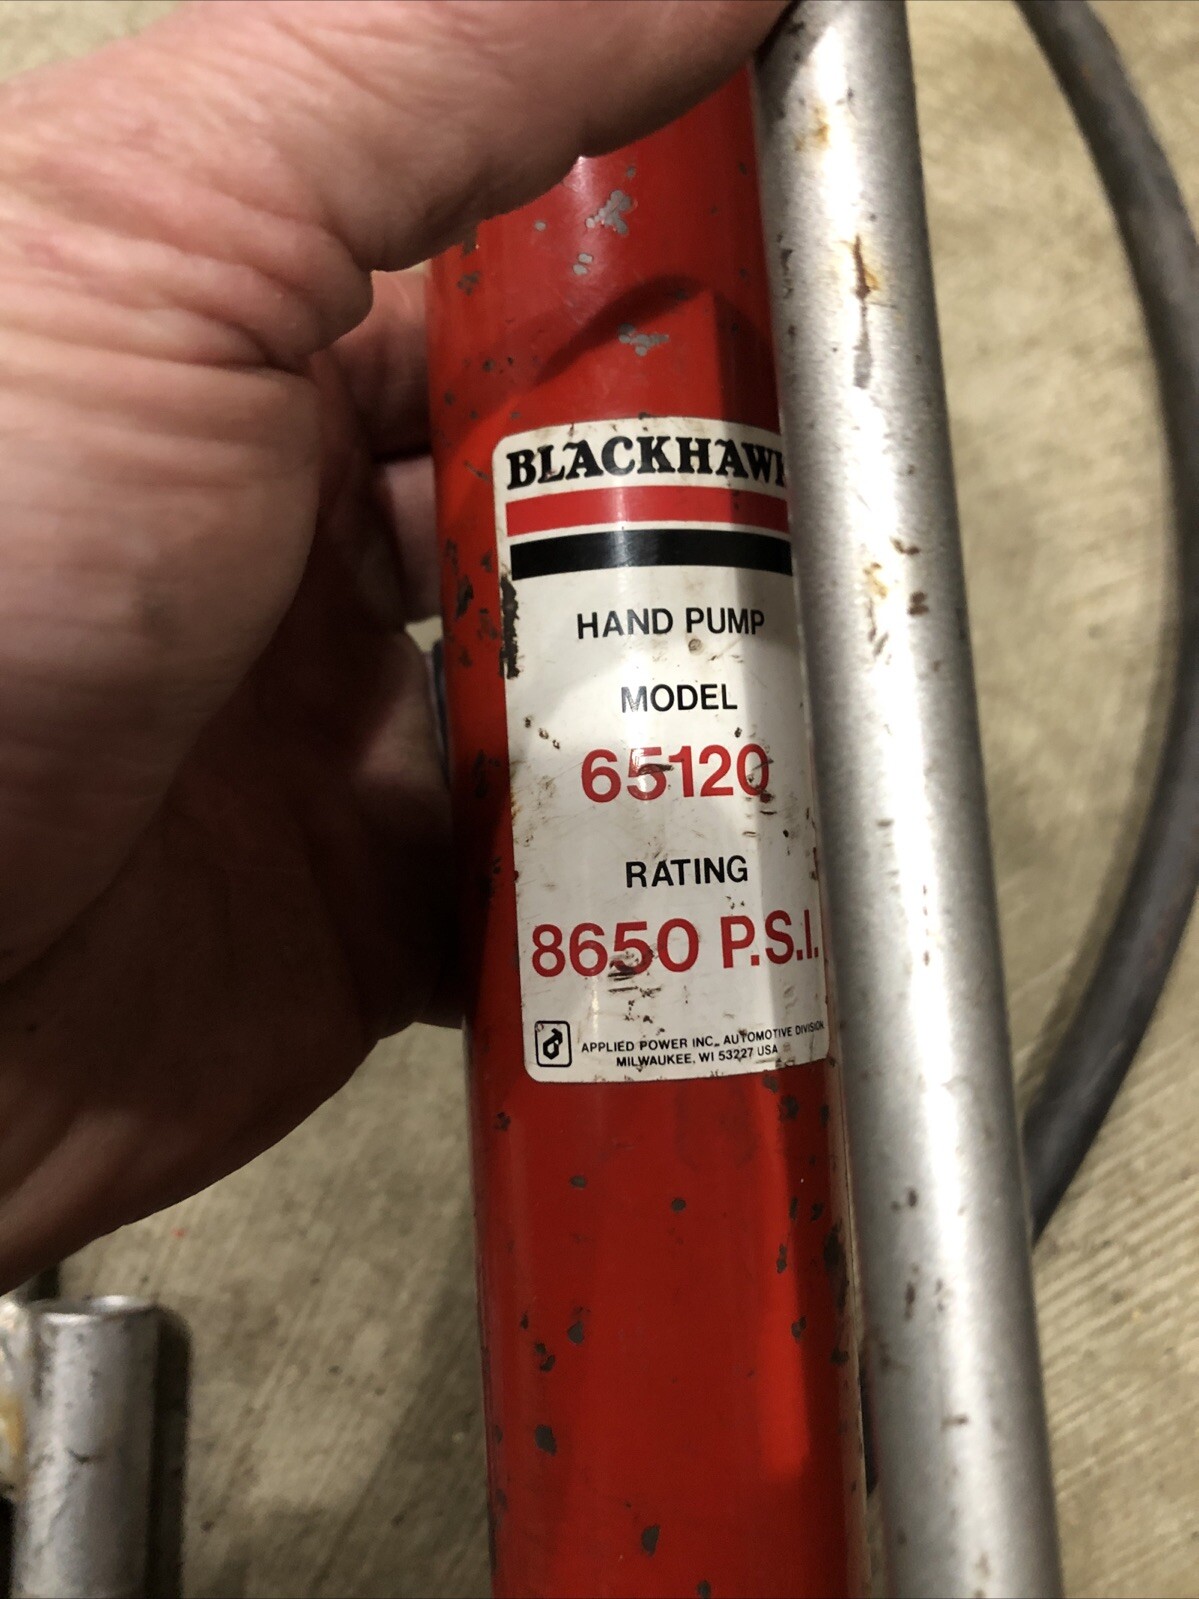 BLACKHAWK
HAND PUMP
MODEL
65120
RATING
8650 P.S.I.
APPLIED POWER INC., AUTOMOTIVE DIVISION
MILWAUKEE, WI 53227 USA